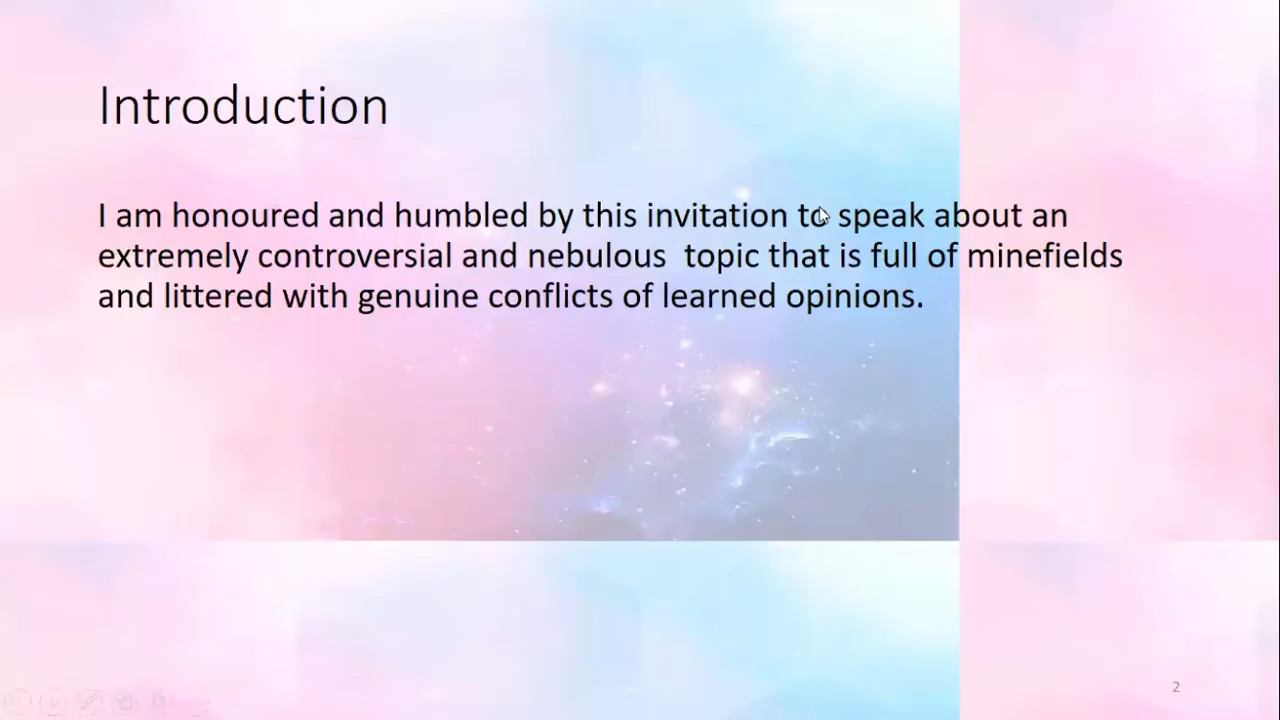 Introduction
I am honoured and humbled by this invitation to speak about an
extremely controversial and nebulous  topic that is full of minefields
and littered with genuine conflicts of learned opinions.
2